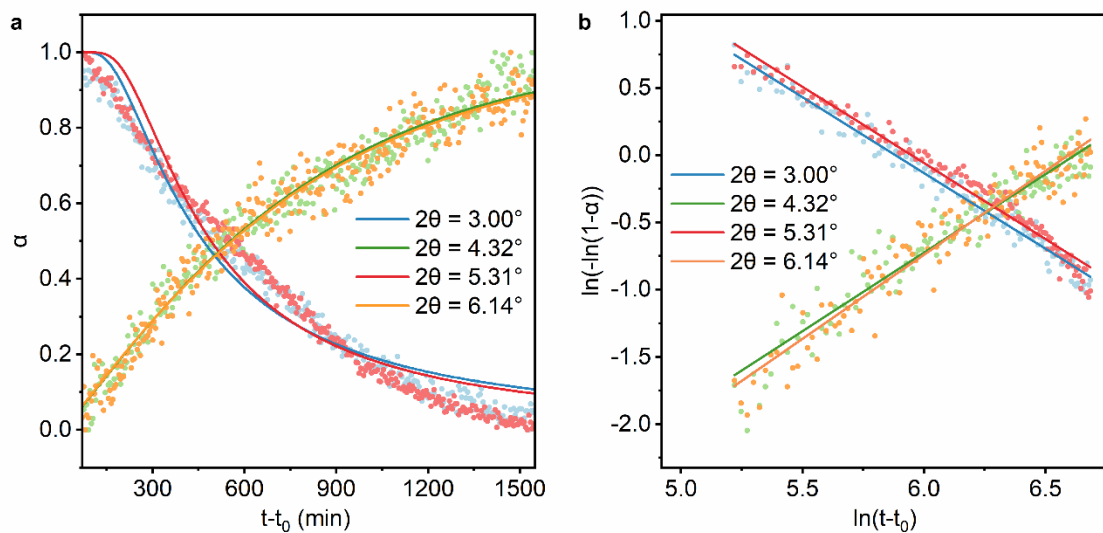 a
1.0
0.8
0.6
0.4
0.2
0.0
α
300
600
900
1200
1500
t-t₀ (min)
2θ = 3.00°
2θ = 4.32°
2θ = 5.31°
2θ = 6.14°
b
1.0
0.5
0.0
-0.5
-1.0
-1.5
-2.0
ln(-ln(1-α))
5.0
5.5
6.0
6.5
ln(t-t₀)
2θ = 3.00°
2θ = 4.32°
2θ = 5.31°
2θ = 6.14°